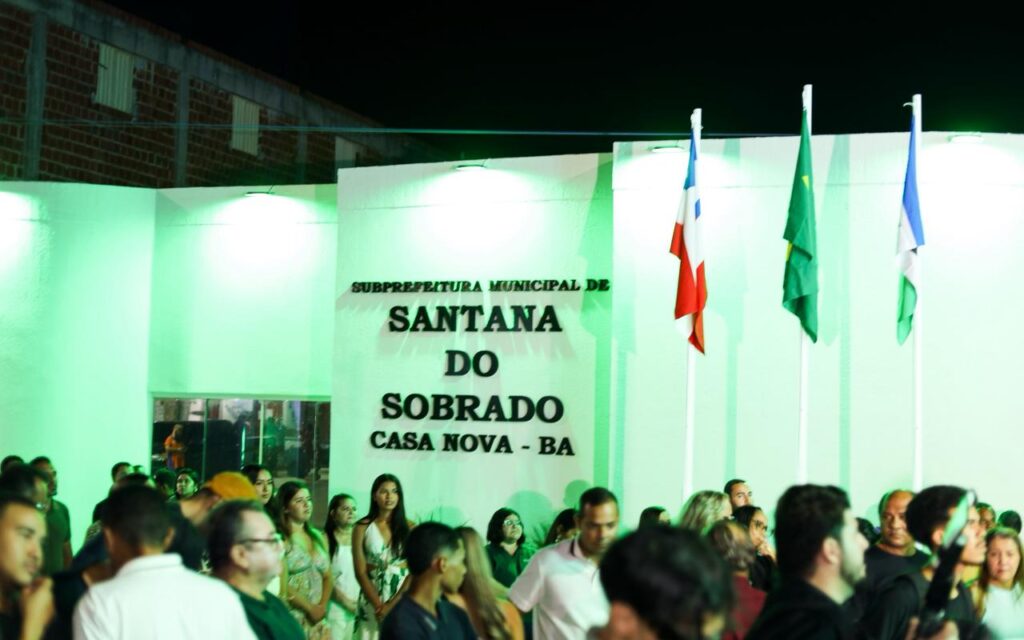 SUBPREFEITURA MUNICIPAL DE
SANTANA
DO
SOBRADO
CASA NOVA - BA